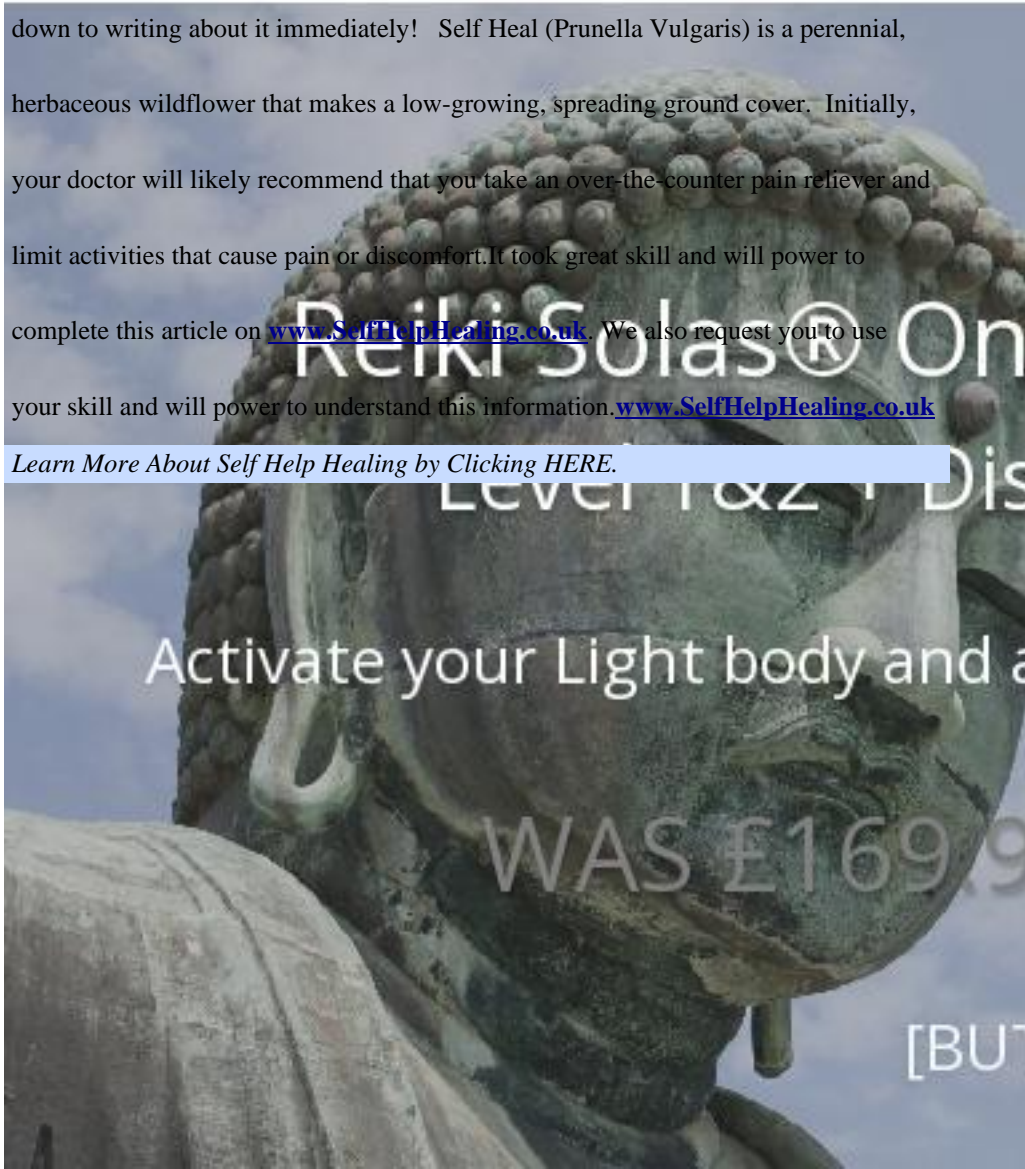 down to writing about it immediately! Self Heal (Prunella Vulgaris) is a perennial,
herbaceous wildflower that makes a low-growing, spreading ground cover. Initially,
your doctor will likely recommend that you take an over-the-counter pain reliever and
limit activities that cause pain or discomfort.It took great skill and will power to
complete this article on www.SelfHelpHealing.co.uk. We also request you to use
Reiki Solas® On
your skill and will power to understand this information.www.SelfHelpHealing.co.uk
Learn More About Self Help Healing by Clicking HERE.
Level 1&2 + Dis
Activate your Light body and a
WAS £169.9
[BUT